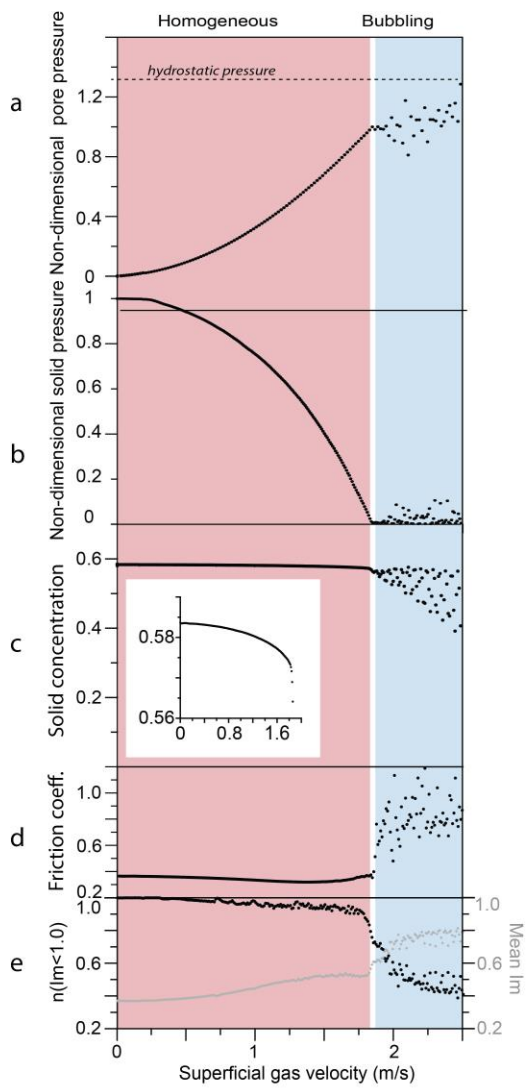 Homogeneous Bubbling
a
Non-dimensional pore pressure
hydrostatic pressure
1.2
0.8
0.4
0
b
Non-dimensional solid pressure
1
0.8
0.6
0.4
0.2
0
c
Solid concentration
0.6
0.4
0.2
0.58
0.56
0 0.8 1.6
d
Friction coeff.
1.0
0.6
0.2
e
n(Im<1.0)
1.0
0.6
0.2
1.0
0.6
0.2
Mean Im
0 1 2
Superficial gas velocity (m/s)